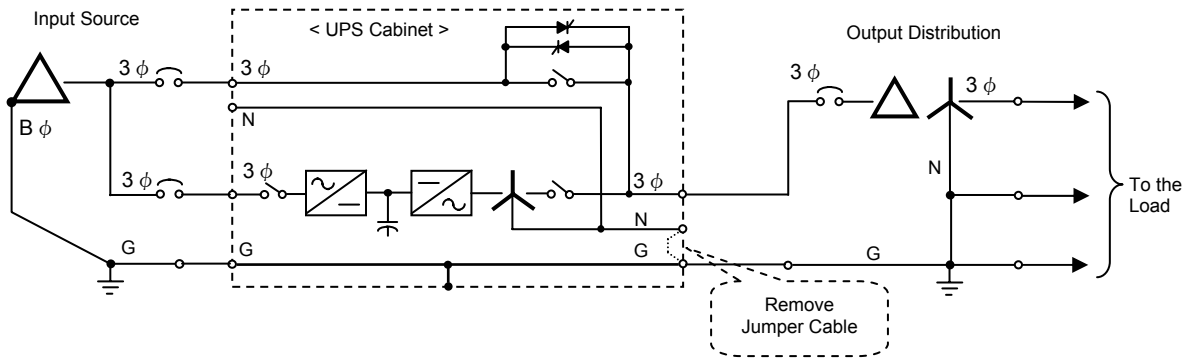 Input Source
< UPS Cabinet >
Output Distribution
3 ϕ
3 ϕ
3 ϕ
3 ϕ
B ϕ
N
N
3 ϕ
3 ϕ
3 ϕ
To the
Load
N
G
G
G
G
Remove
Jumper Cable